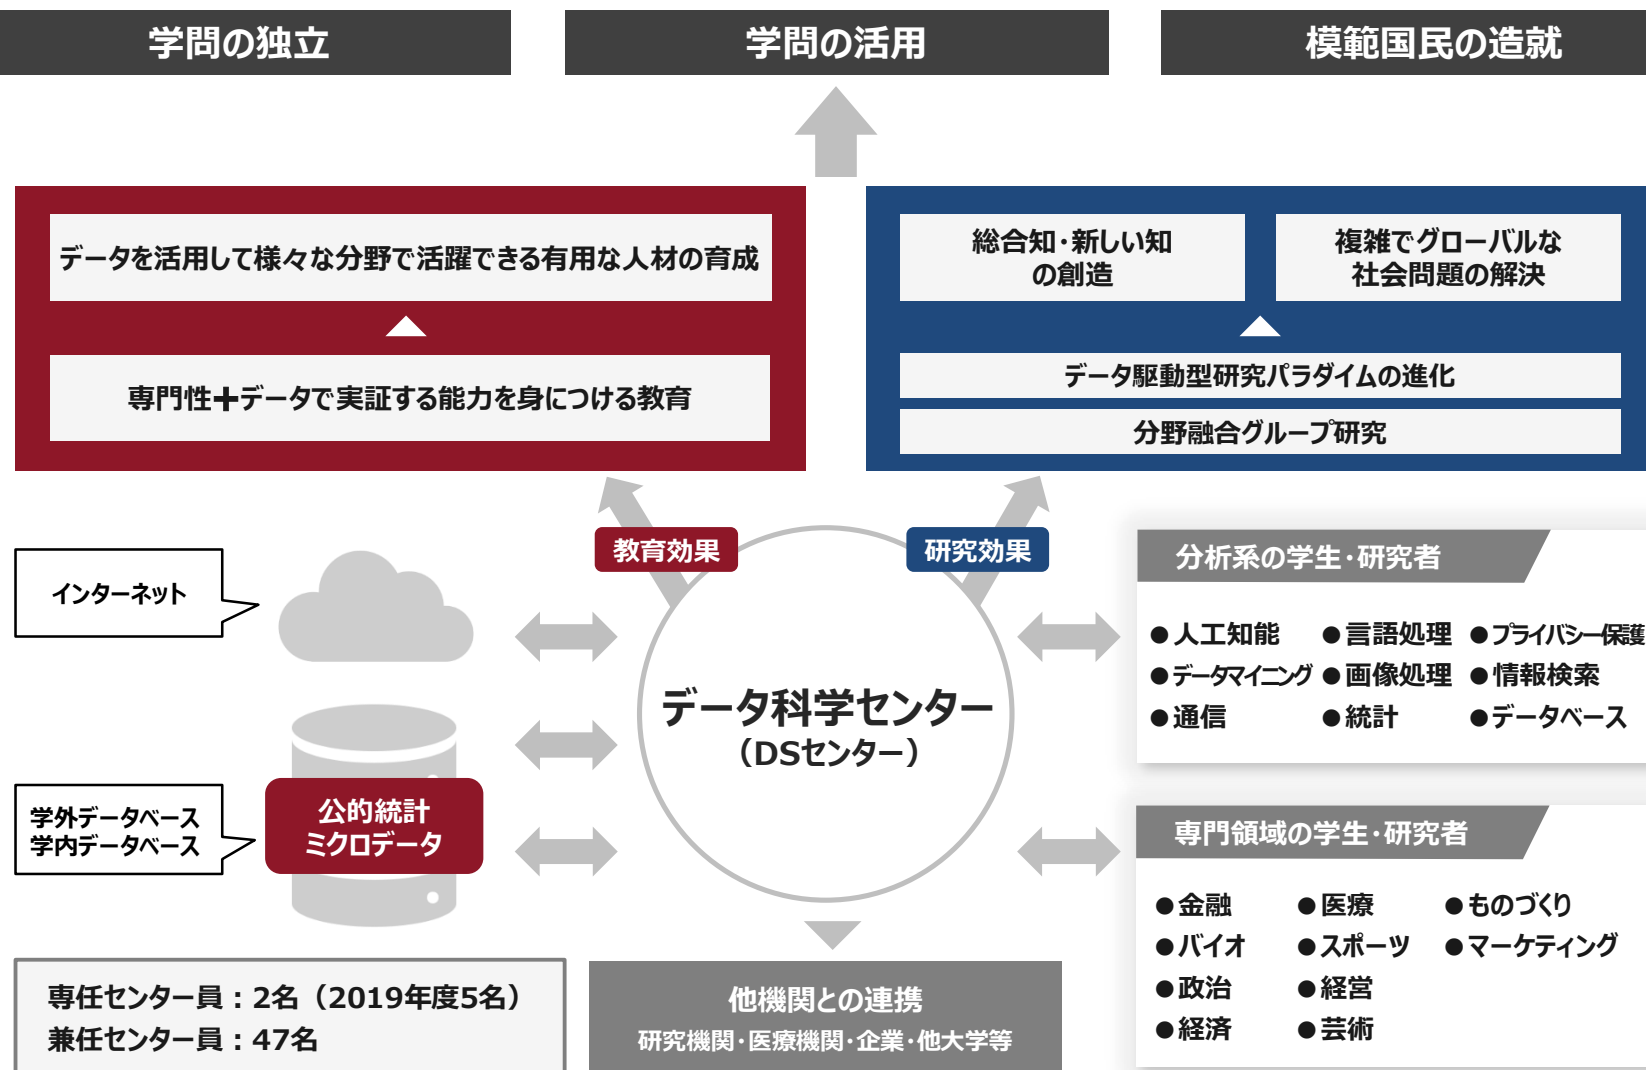 学問の独立
学問の活用
模範国民の造就
データを活用して様々な分野で活躍できる有用な人材の育成
専門性+データで実証する能力を身につける教育
総合知・新しい知
の創造
複雑でグローバルな
社会問題の解決
データ駆動型研究パラダイムの進化
分野融合グループ研究
教育効果
研究効果
インターネット
学外データベース
学内データベース
公的統計
ミクロデータ
データ科学センター
（DSセンター）
分析系の学生・研究者
●人工知能 ●言語処理 ●プライバシー保護
●データマイニング ●画像処理 ●情報検索
●通信 ●統計 ●データベース
専門領域の学生・研究者
●金融 ●医療 ●ものづくり
●バイオ ●スポーツ ●マーケティング
●政治 ●経営
●経済 ●芸術
専任センター員：2名（2019年度5名）
兼任センター員：47名
他機関との連携
研究機関・医療機関・企業・他大学等